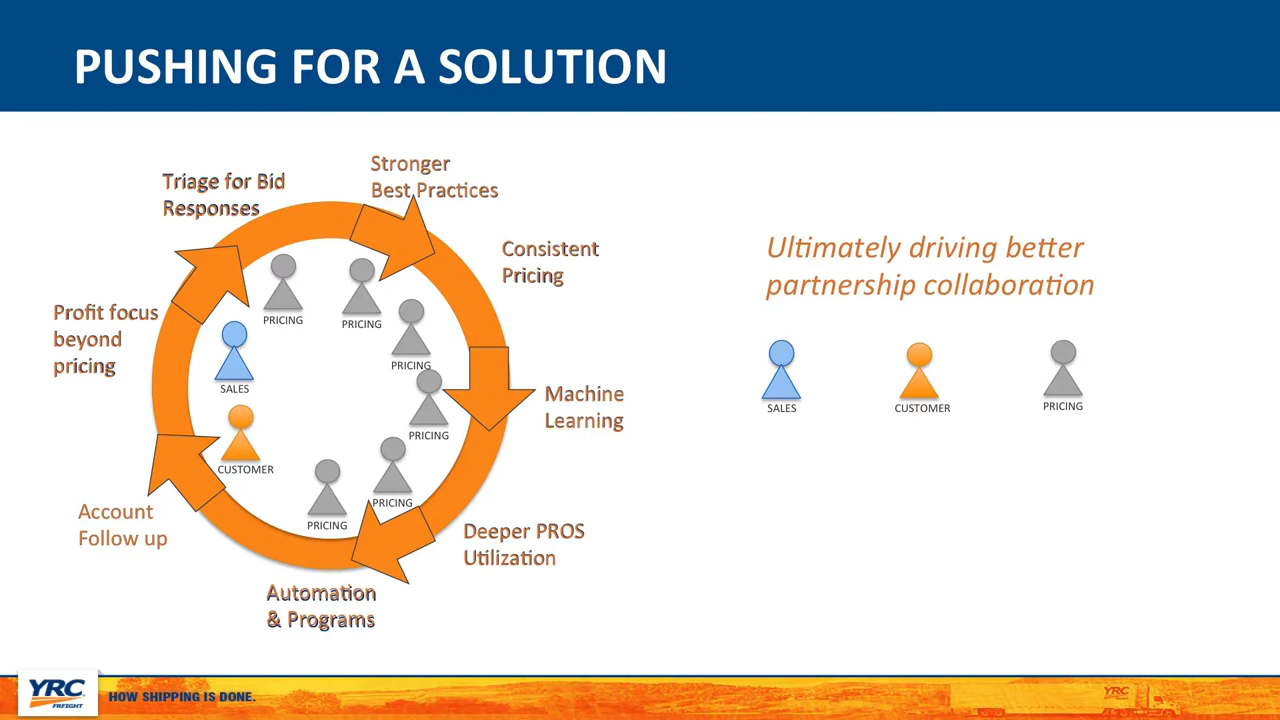 PUSHING FOR A SOLUTION
Stronger
Best Practices
Triage for Bid
Responses
Consistent
Pricing
Profit focus
beyond
pricing
PRICING
PRICING
PRICING
SALES
PRICING
CUSTOMER
PRICING
PRICING
Machine
Learning
Account
Follow up
Deeper PROS
Utilization
Automation
& Programs
Ultimately driving better
partnership collaboration
SALES
CUSTOMER
PRICING
YRC
FREIGHT
HOW SHIPPING IS DONE.
YRC